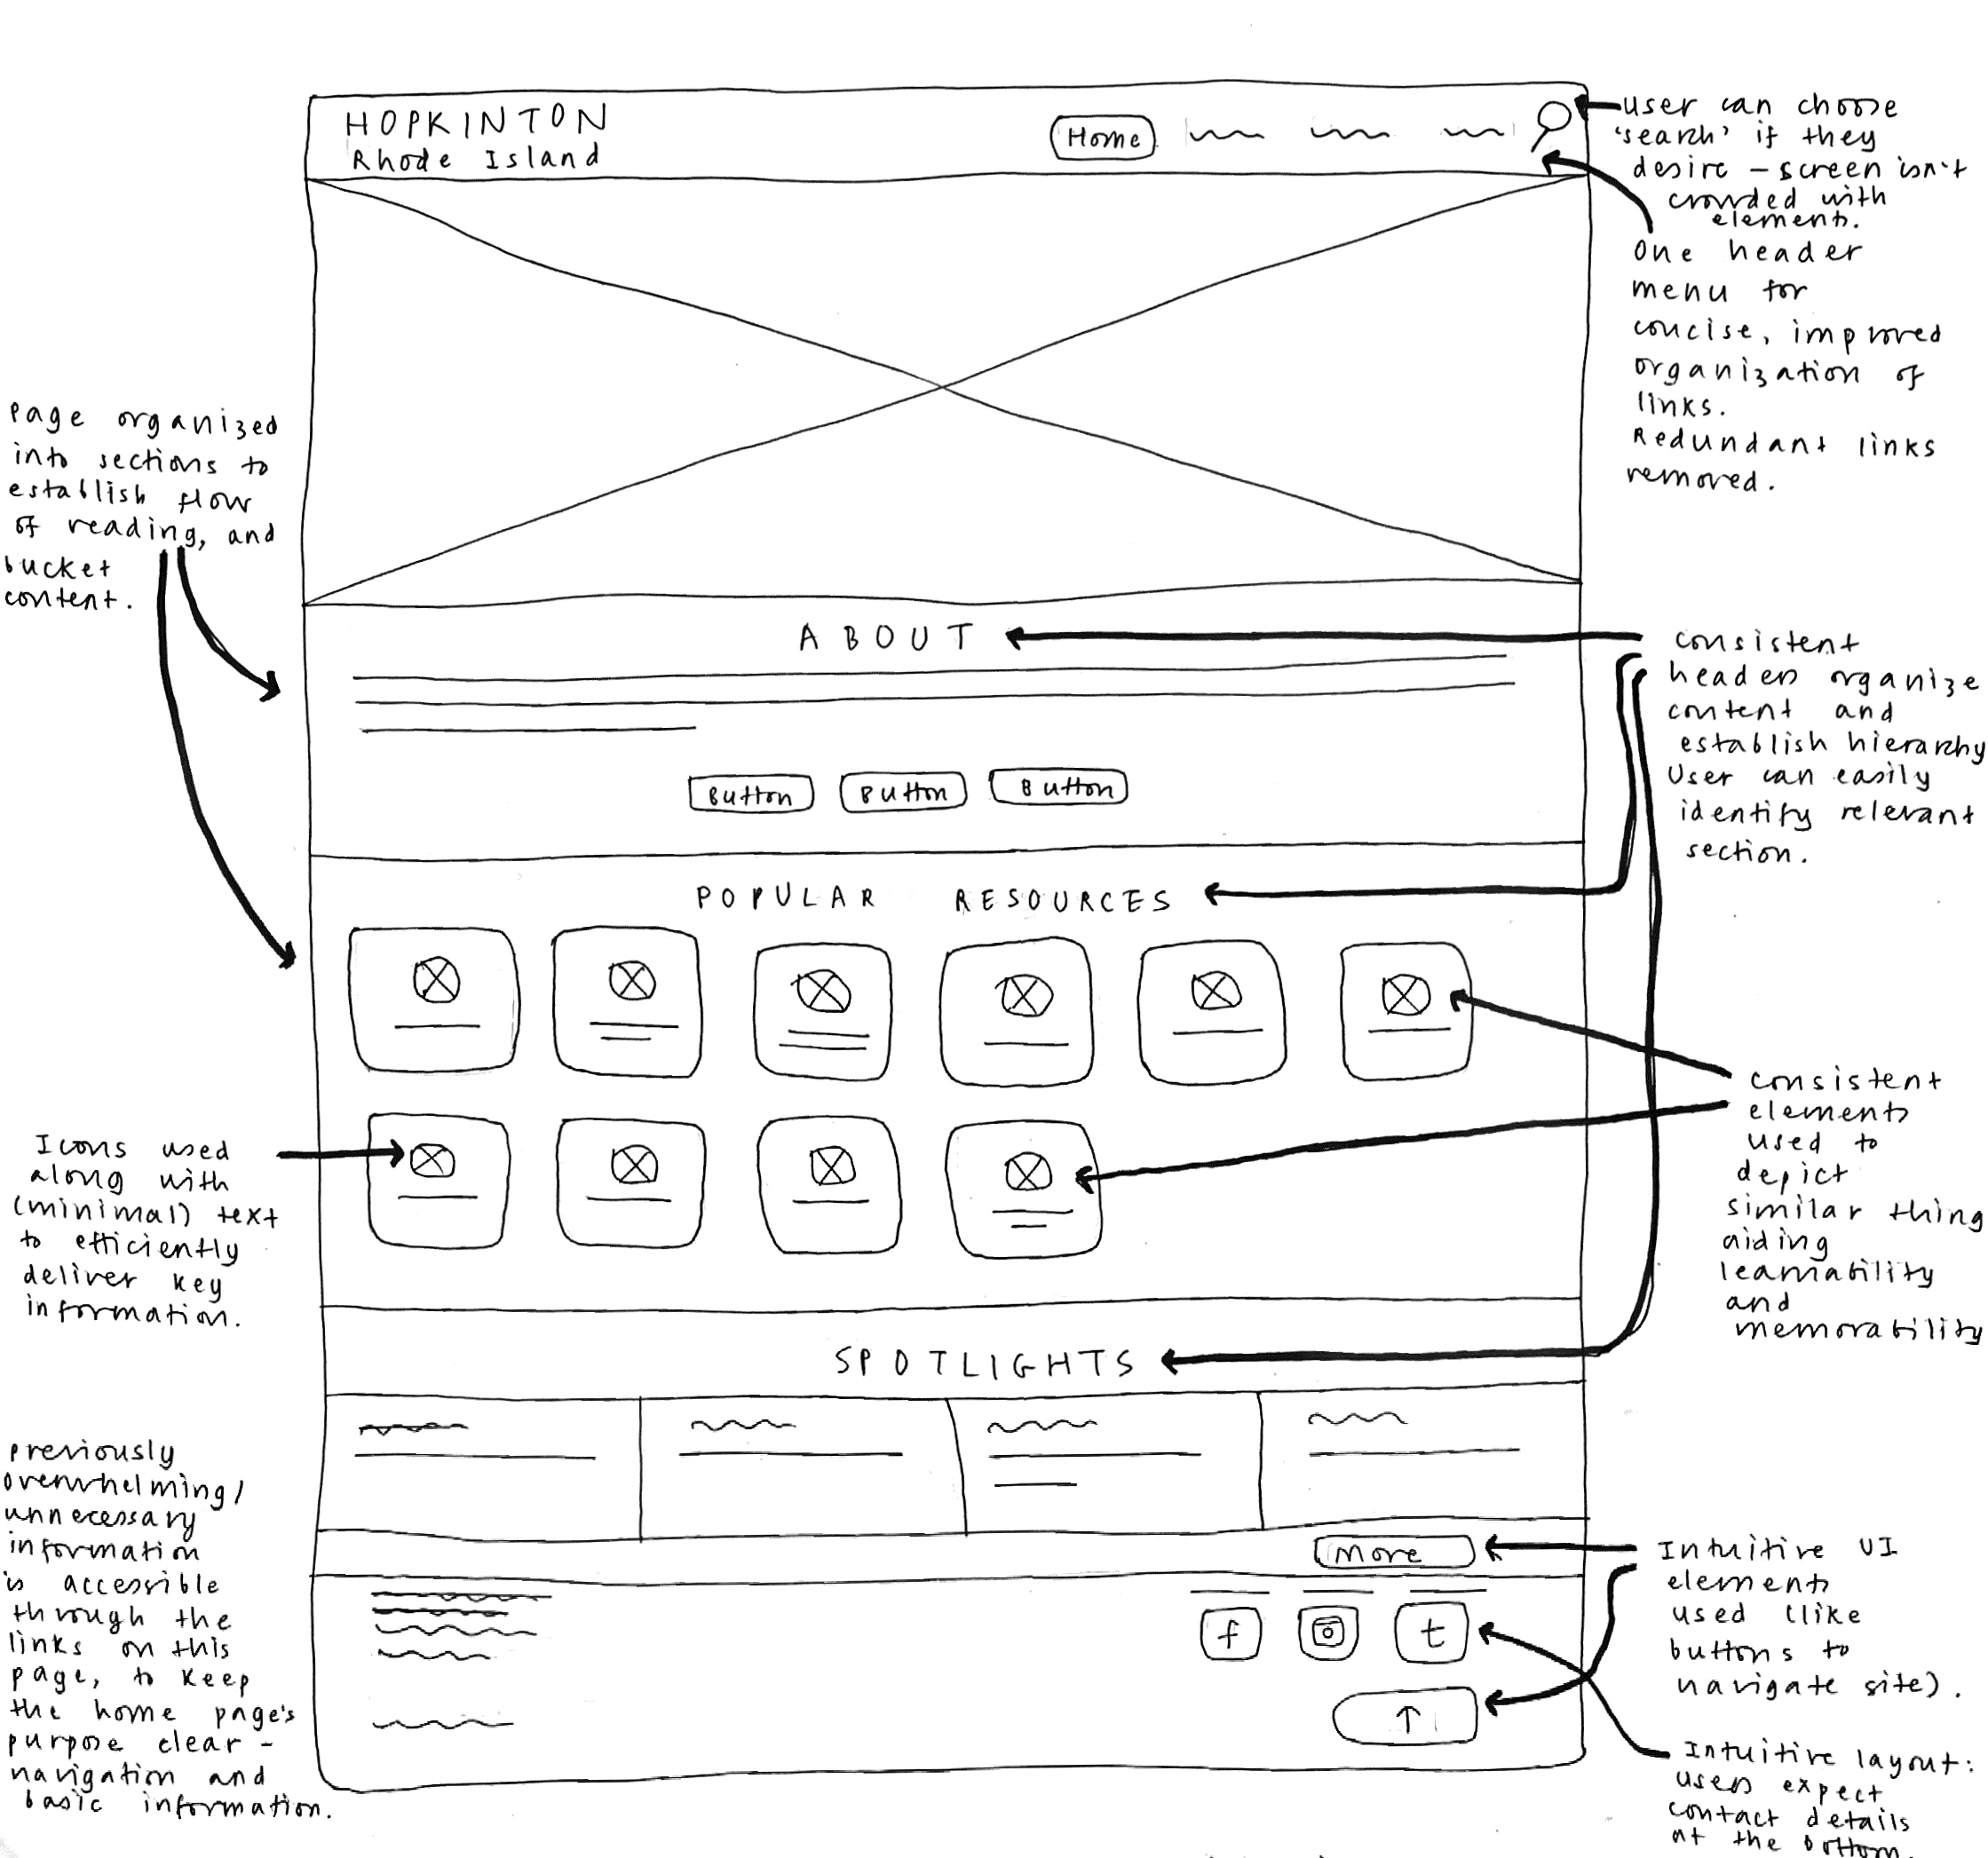 HOPKINTON
Rhode Island
Home
user can choose
'search' if they
desire – screen isn't
crowded with
elements.
One header
menu for
concise, improved
organization of
links.
Redundant links
removed.
Page organized
into sections to
establish flow
of reading, and
bucket
content.
ABOUT
Button
Button
Button
consistent
headers organize
content and
establish hierarchy
User can easily
identify relevant
section.
POPULAR RESOURCES
consistent
elements
used to
depict
similar thing
aiding
learnability
and
memorability
Icons used
along with
(minimal) text
to efficiently
deliver key
information.
SPOTLIGHTS
previously
overwhelming/
unnecessary
information
is accessible
through the
links on this
page, to keep
the home page's
purpose clear –
navigation and
basic information.
More
f
t
↑
Intuitive UI
elements
used (like
buttons to
navigate site).
Intuitive layout:
users expect
contact details
at the bottom.